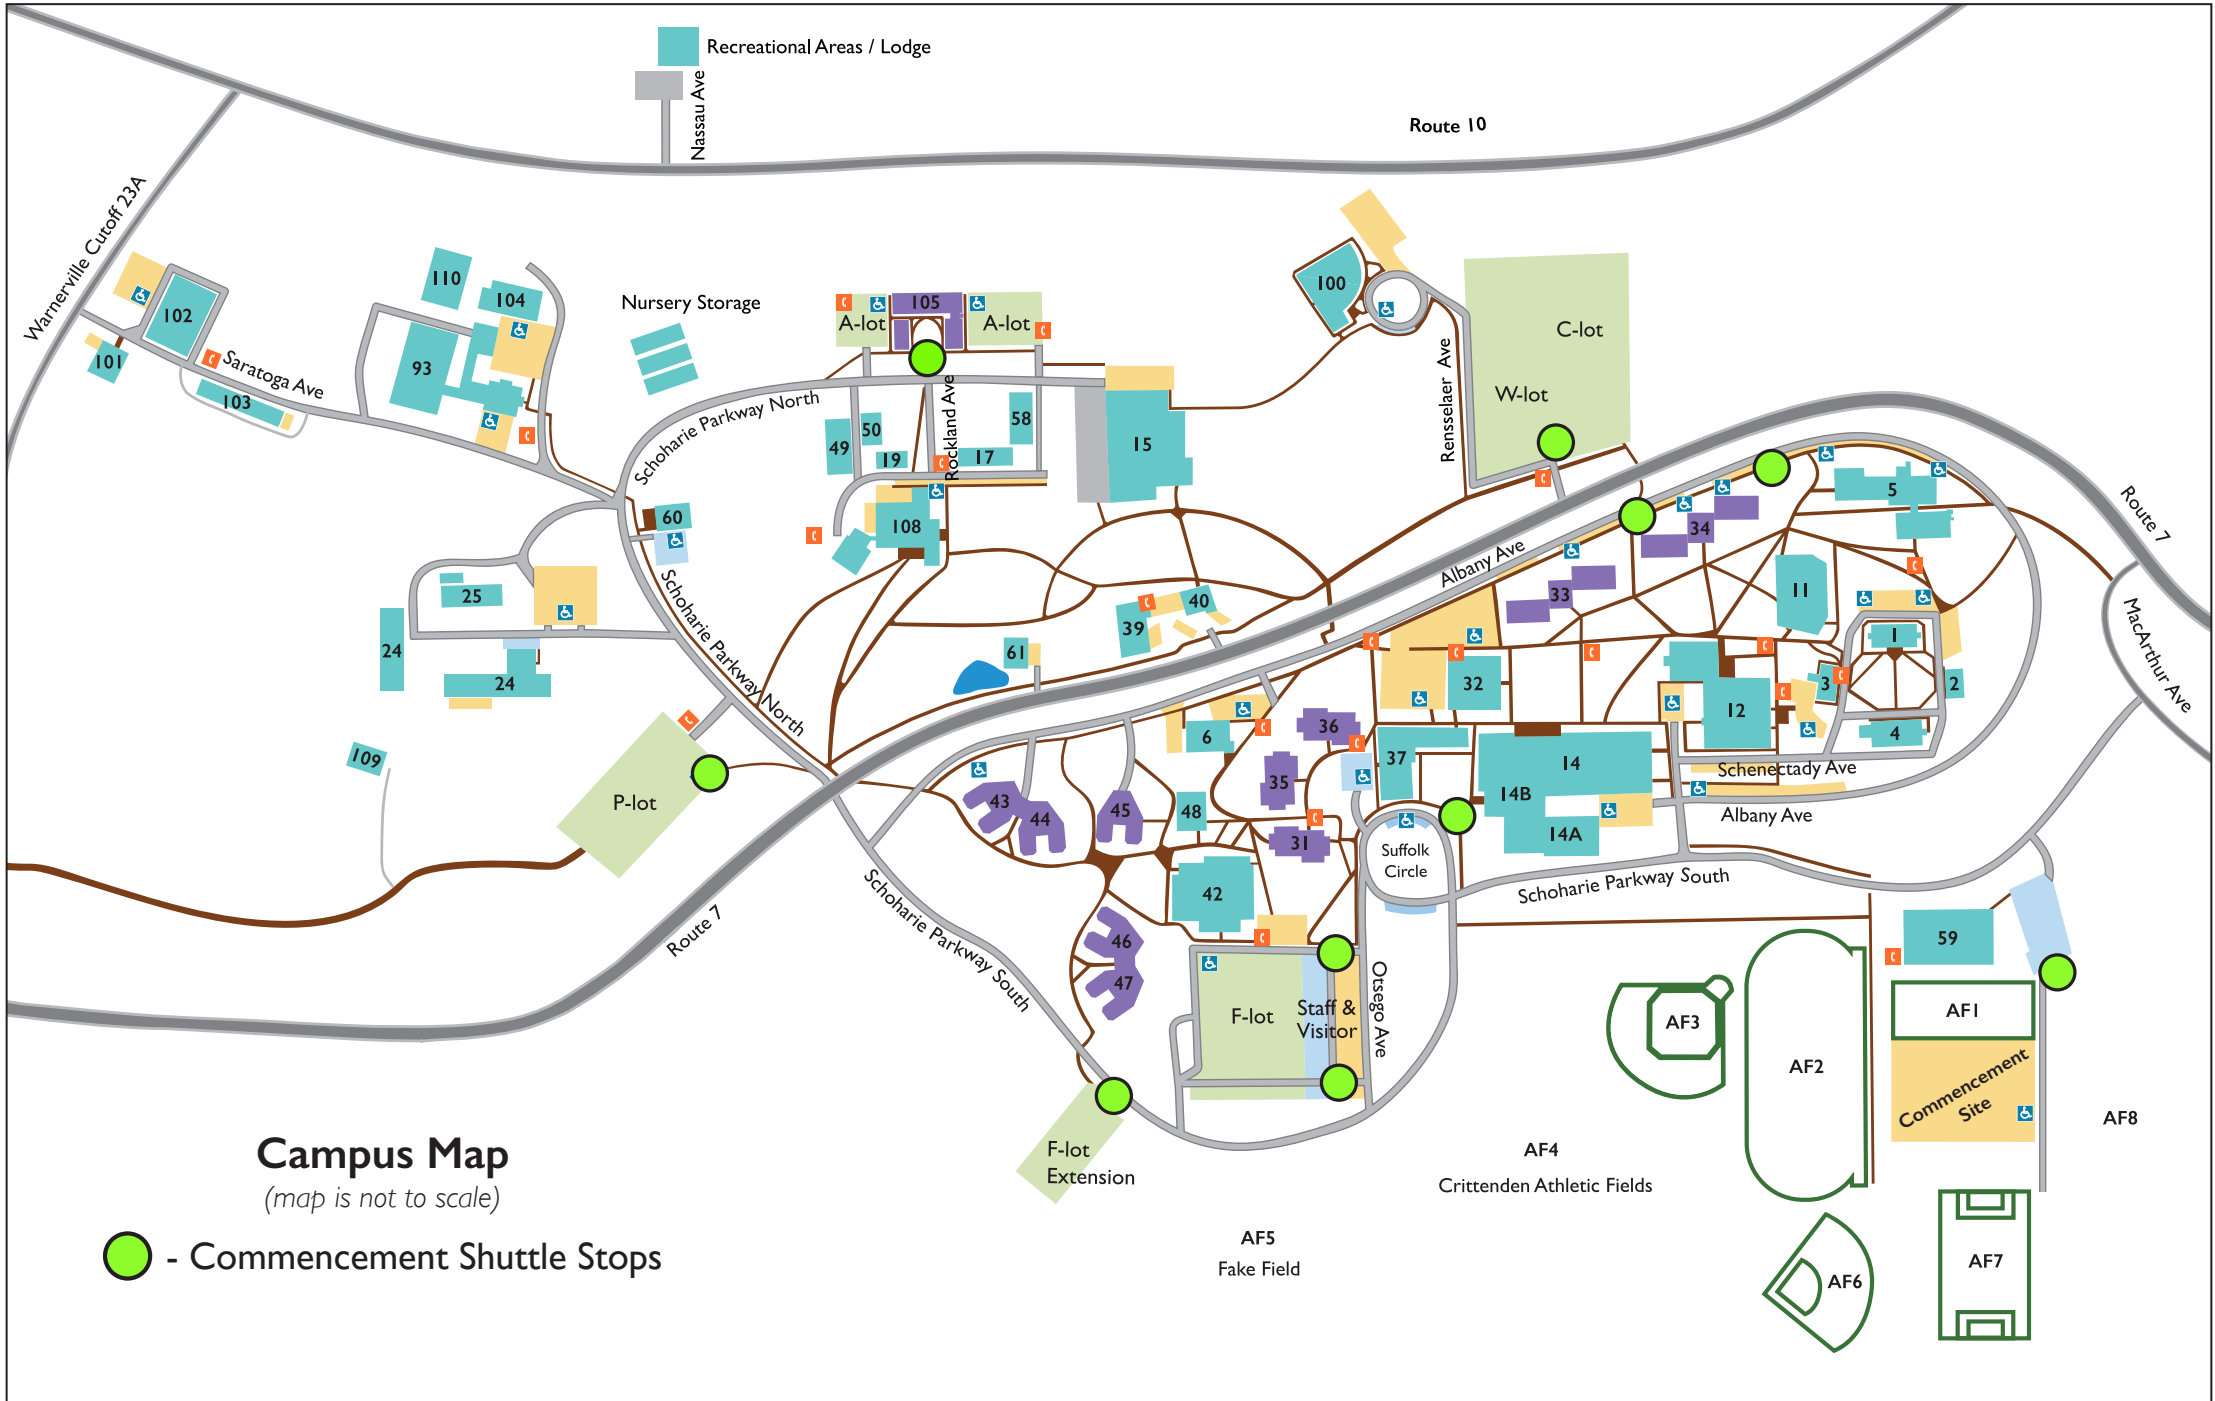 Recreational Areas / Lodge
Nassau Ave
Route 10
Warnerville Cutoff 23A
110
104
102
101
Saratoga Ave
103
93
Nursery Storage
105
A-lot
A-lot
100
C-lot
W-lot
Rensselaer Ave
Schoharie Parkway North
Rockland Ave
49
50
19
17
58
15
108
60
Schoharie Parkway North
25
24
24
109
P-lot
61
39
40
Albany Ave
34
33
5
11
1
2
3
4
12
32
Route 7
MacArthur Ave
6
36
35
37
31
14
14B
14A
Schenectady Ave
Albany Ave
43
44
45
48
42
46
47
Suffolk
Circle
Schoharie Parkway South
Schoharie Parkway South
Route 7
F-lot
Staff &
Visitor
Otsego Ave
F-lot
Extension
59
AF1
AF2
AF3
Commencement
Site
AF8
AF4
Crittenden Athletic Fields
AF5
Fake Field
AF6
AF7
Campus Map
(map is not to scale)
- Commencement Shuttle Stops